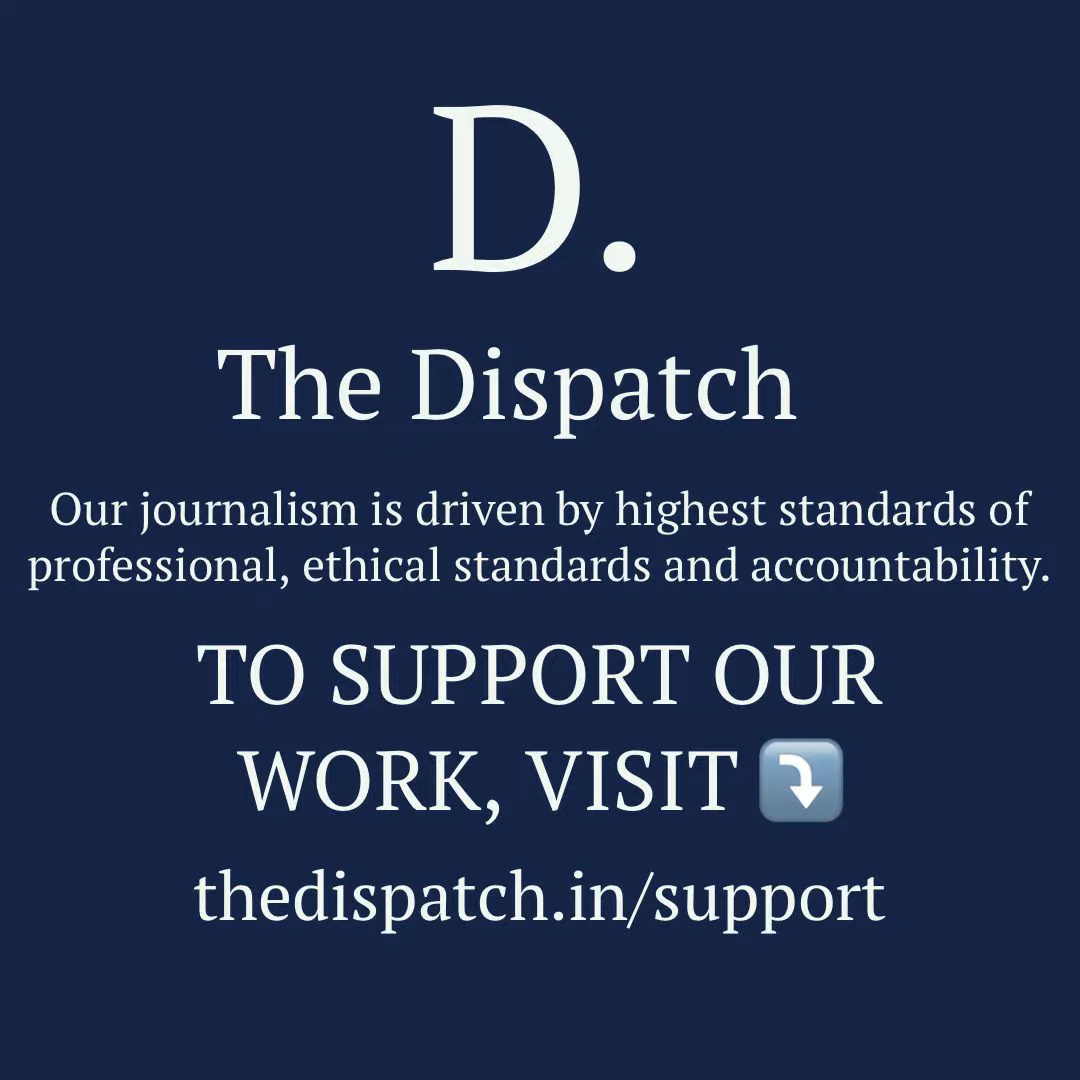 D.
The Dispatch
Our journalism is driven by highest standards of
professional, ethical standards and accountability.
TO SUPPORT OUR
WORK, VISIT ⤵️
thedispatch.in/support